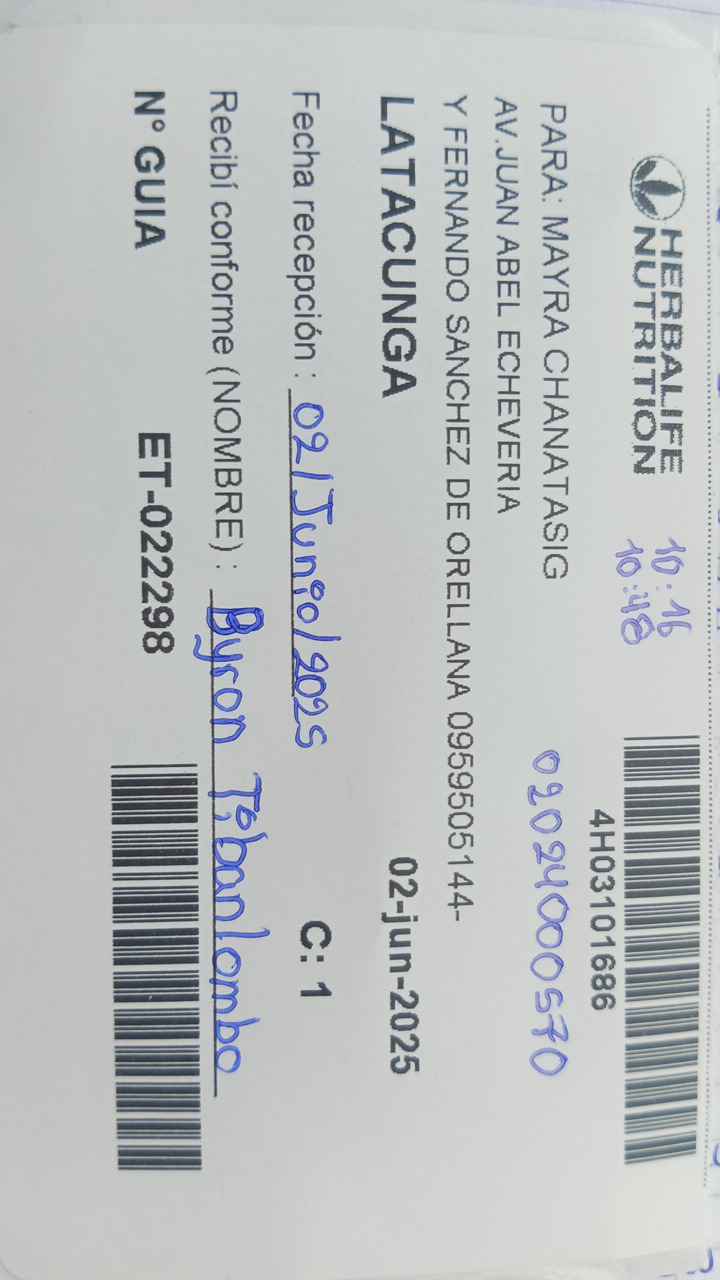 HERBALIFE
NUTRITION
10:16
10:48
4H03101686
PARA: MAYRA CHANATASIG
02024000570
AV.JUAN ABEL ECHEVERIA
Y FERNANDO SANCHEZ DE ORELLANA 0959505144-
LATACUNGA 02-jun-2025
Fecha recepción : 02/Junio/2025 C: 1
Recibí conforme (NOMBRE) : Byron Tibanlombo
N° GUIA ET-022298